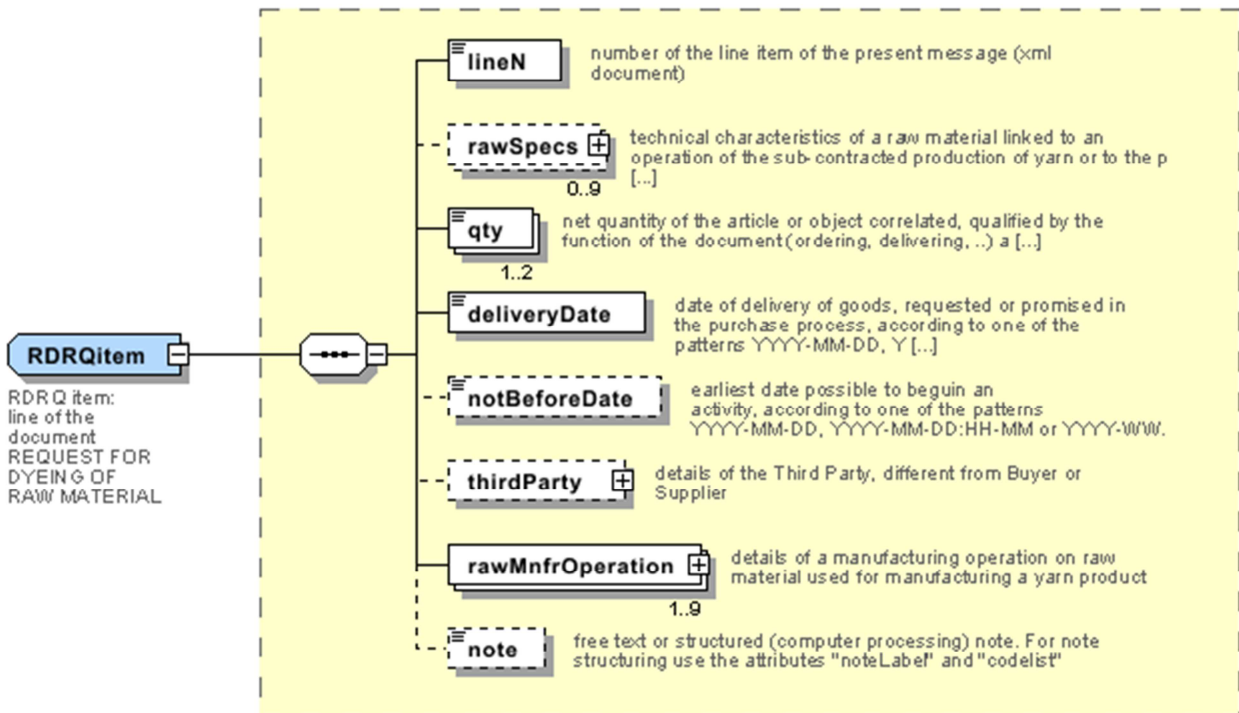 lineN
number of the line item of the present message (xml
document)
rawSpecs
technical characteristics of a raw material linked to an
operation of the sub-contracted production of yarn or to the p
[...]
0..9
qty
net quantity of the article or object correlated, qualified by the
function of the document (ordering, delivering, ..) a [...]
1..2
deliveryDate
date of delivery of goods, requested or promised in
the purchase process, according to one of the
patterns YYYY-MM-DD, Y [...]
RDRQitem
RDRQ item:
line of the
document
REQUEST FOR
DYEING OF
RAW MATERIAL
notBeforeDate
earliest date possible to beguin an
activity, according to one of the patterns
YYYY-MM-DD, YYYY-MM-DD:HH-MM or YYYY-WW.
thirdParty
details of the Third Party, different from Buyer or
Supplier
rawMnfrOperation
details of a manufacturing operation on raw
material used for manufacturing a yarn product
1..9
note
free text or structured (computer processing) note. For note
structuring use the attributes "noteLabel" and "codelist"